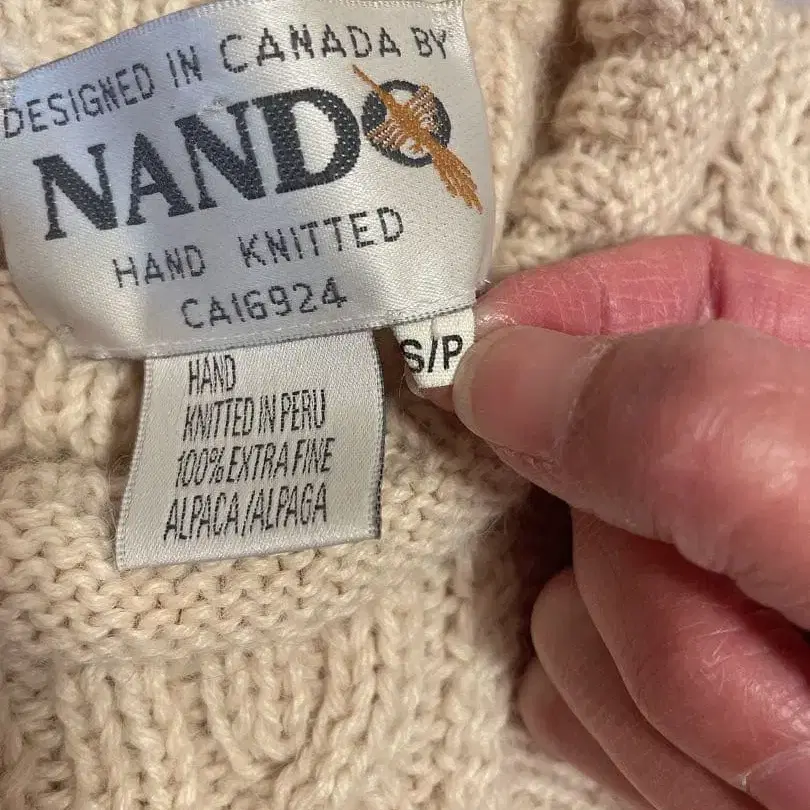 DESIGNED IN CANADA BY
NANDO
HAND KNITTED
CA16924
S/P
HAND
KNITTED IN PERU
100% EXTRA FINE
ALPACA/ALPAGA